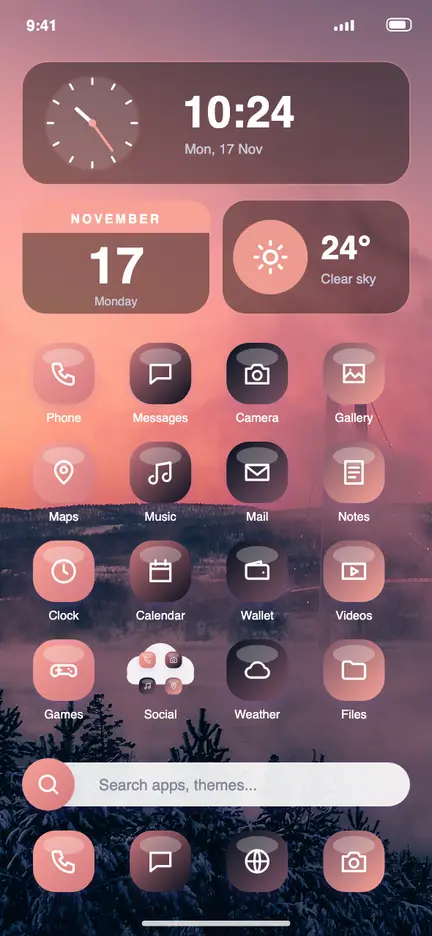 9:41
10:24
Mon, 17 Nov
NOVEMBER
17
Monday
24°
Clear sky
Phone Messages Camera Gallery
Maps Music Mail Notes
Clock Calendar Wallet Videos
Games Social Weather Files
Search apps, themes...